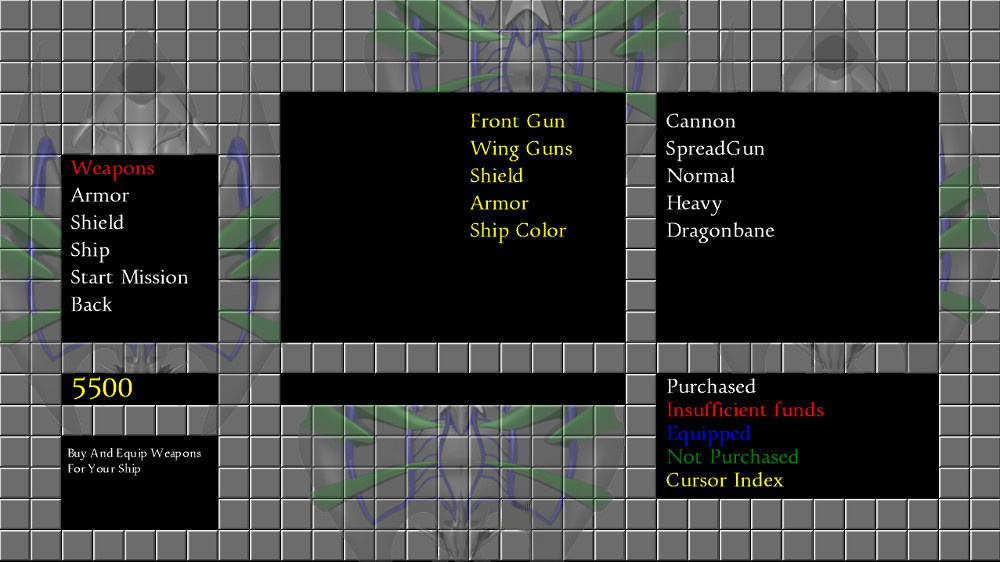 Weapons
Armor
Shield
Ship
Start Mission
Back
Front Gun
Wing Guns
Shield
Armor
Ship Color
Cannon
SpreadGun
Normal
Heavy
Dragonbane
5500
Buy And Equip Weapons
For Your Ship
Purchased
Insufficient funds
Equipped
Not Purchased
Cursor Index